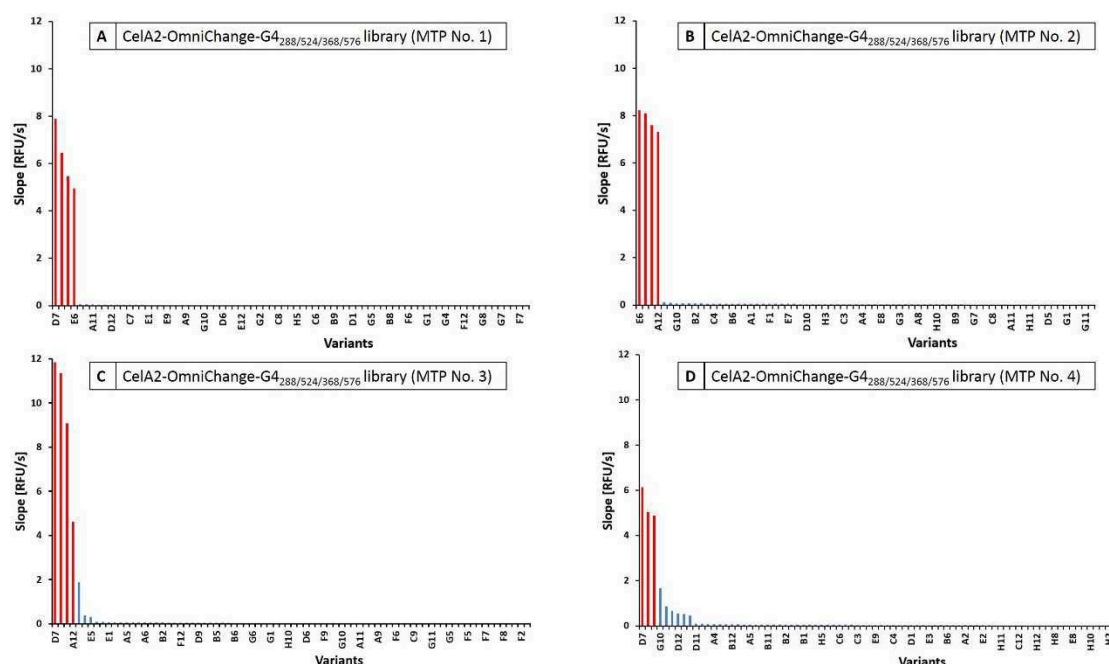 A CelA2-OmniChange-G4288/524/368/576 library (MTP No. 1)
12
10
8
6
4
2
0
Slope [RFU/s]
D7 E6 A11 D12 C7 E1 E9 A9 G10 D6 E12 G2 C8 H5 C6 B9 D1 G5 B8 F6 G1 G4 F12 G8 G7 F7
Variants
B CelA2-OmniChange-G4288/524/368/576 library (MTP No. 2)
12
10
8
6
4
2
0
Slope [RFU/s]
E6 A12 G10 B2 C4 B6 A1 F1 E7 D10 H3 C3 A4 E8 G3 A8 H10 B9 G7 C8 A11 H11 D5 G1 G11
Variants
C CelA2-OmniChange-G4288/524/368/576 library (MTP No. 3)
12
10
8
6
4
2
0
Slope [RFU/s]
D7 A12 E5 E1 A5 A6 B2 F12 D9 B5 B6 G6 G1 H10 D6 F9 G10 A11 A9 F6 C9 G11 G5 F5 F7 F8 F2
Variants
D CelA2-OmniChange-G4288/524/368/576 library (MTP No. 4)
12
10
8
6
4
2
0
Slope [RFU/s]
D7 G10 D12 D11 A4 B12 A5 B11 B2 B1 H5 C6 C3 E9 C4 D1 E3 B6 A2 E2 H11 C12 H12 H8 E8 H10
Variants